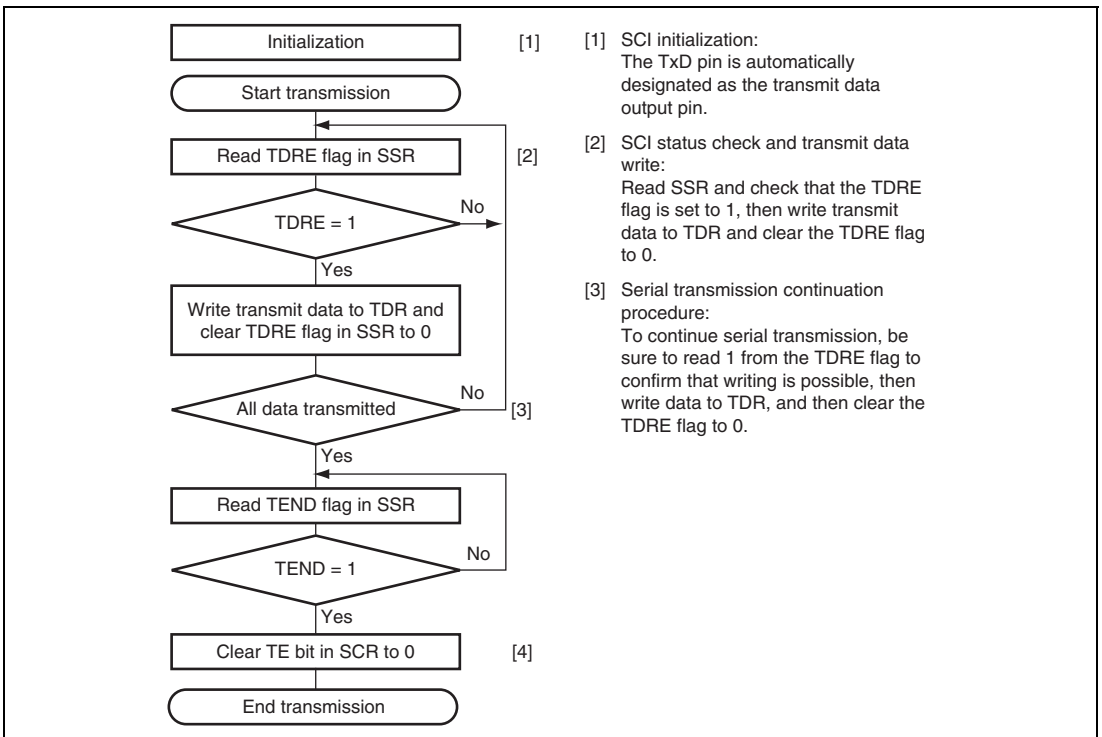 Initialization
[1]
Start transmission
Read TDRE flag in SSR
[2]
TDRE = 1
No
Yes
Write transmit data to TDR and
clear TDRE flag in SSR to 0
All data transmitted
No
[3]
Yes
Read TEND flag in SSR
TEND = 1
No
Yes
Clear TE bit in SCR to 0
[4]
End transmission
[1] SCI initialization:
The TxD pin is automatically
designated as the transmit data
output pin.
[2] SCI status check and transmit data
write:
Read SSR and check that the TDRE
flag is set to 1, then write transmit
data to TDR and clear the TDRE flag
to 0.
[3] Serial transmission continuation
procedure:
To continue serial transmission, be
sure to read 1 from the TDRE flag to
confirm that writing is possible, then
write data to TDR, and then clear the
TDRE flag to 0.